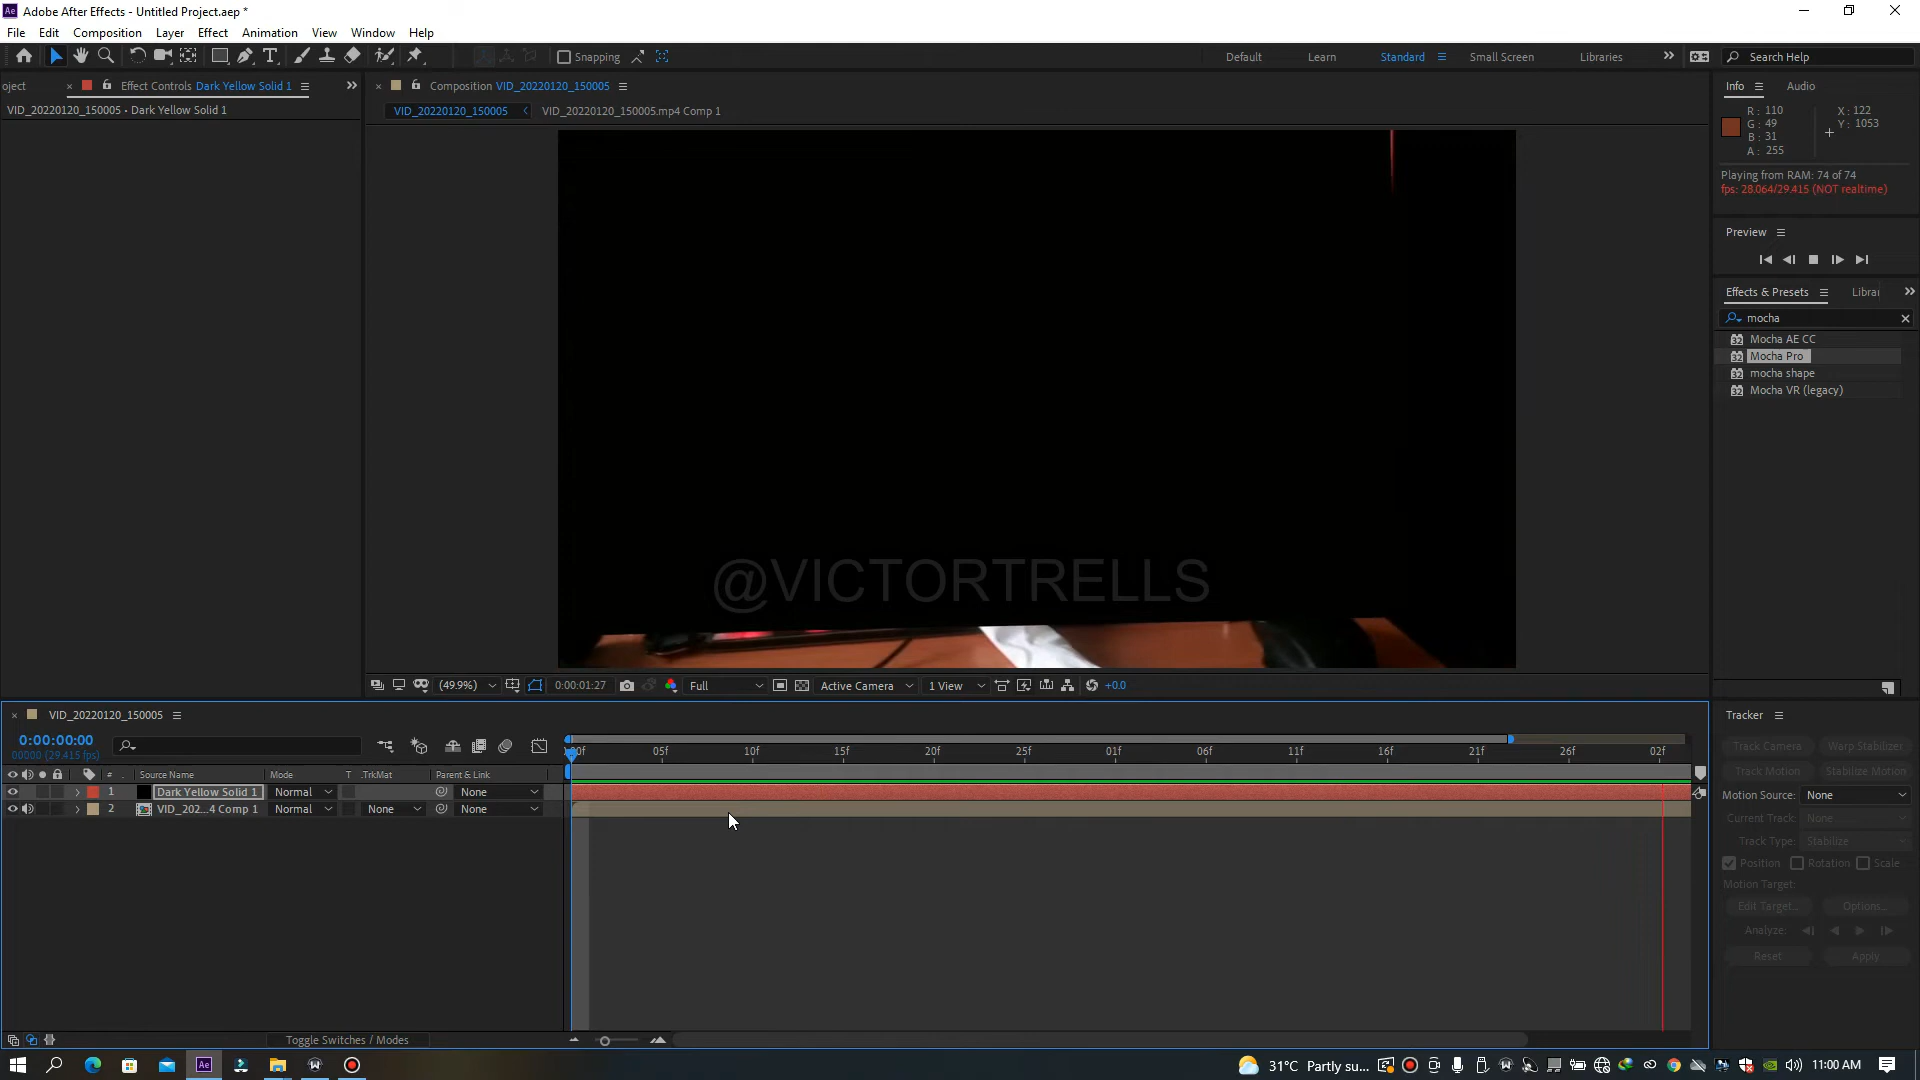 Adobe After Effects - Untitled Project.aep *
File Edit Composition Layer Effect Animation View Window Help
Snapping Default Learn Standard Small Screen Libraries Search Help
oject Effect Controls Dark Yellow Solid 1 Composition VID_20220120_150005 Info Audio
VID_20220120_150005 • Dark Yellow Solid 1 VID_20220120_150005 VID_20220120_150005.mp4 Comp 1
R: 110 X: 122
G: 49 Y: 1053
B: 31
A: 255
Playing from RAM: 74 of 74
fps: 28.064/29.415 (NOT realtime)
Preview
Effects & Presets Librar
mocha
Mocha AE CC
Mocha Pro
mocha shape
Mocha VR (legacy)
@VICTORTRELLS
(49.9%) 0:00:01:27 Full Active Camera 1 View +0.0
VID_20220120_150005
0:00:00:00
00000 (29.415 fps)
:00f 05f 10f 15f 20f 25f 01f 06f 11f 16f 21f 26f 02f
# Source Name Mode T .TrkMat Parent & Link
1 Dark Yellow Solid 1 Normal None
2 VID_202...4 Comp 1 Normal None None
Toggle Switches / Modes
Tracker
Track Camera Warp Stabilizer
Track Motion Stabilize Motion
Motion Source: None
Current Track: None
Track Type: Stabilize
Position Rotation Scale
Motion Target:
Edit Target... Options...
Analyze:
Reset Apply
31°C Partly su... 11:00 AM